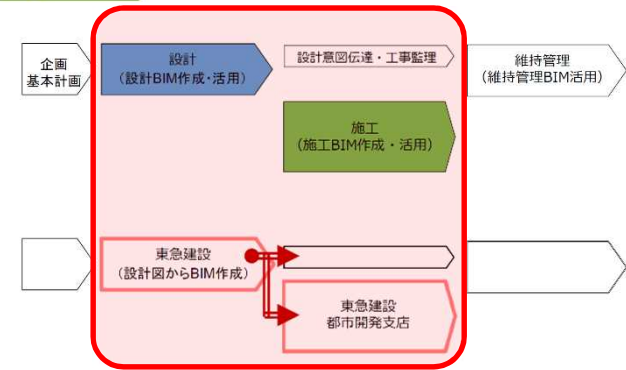 企画
基本計画
設計
(設計BIM作成・活用)
設計意図伝達・工事監理
維持管理
(維持管理BIM活用)
施工
(施工BIM作成・活用)
東急建設
(設計図からBIM作成)
東急建設
都市開発支店